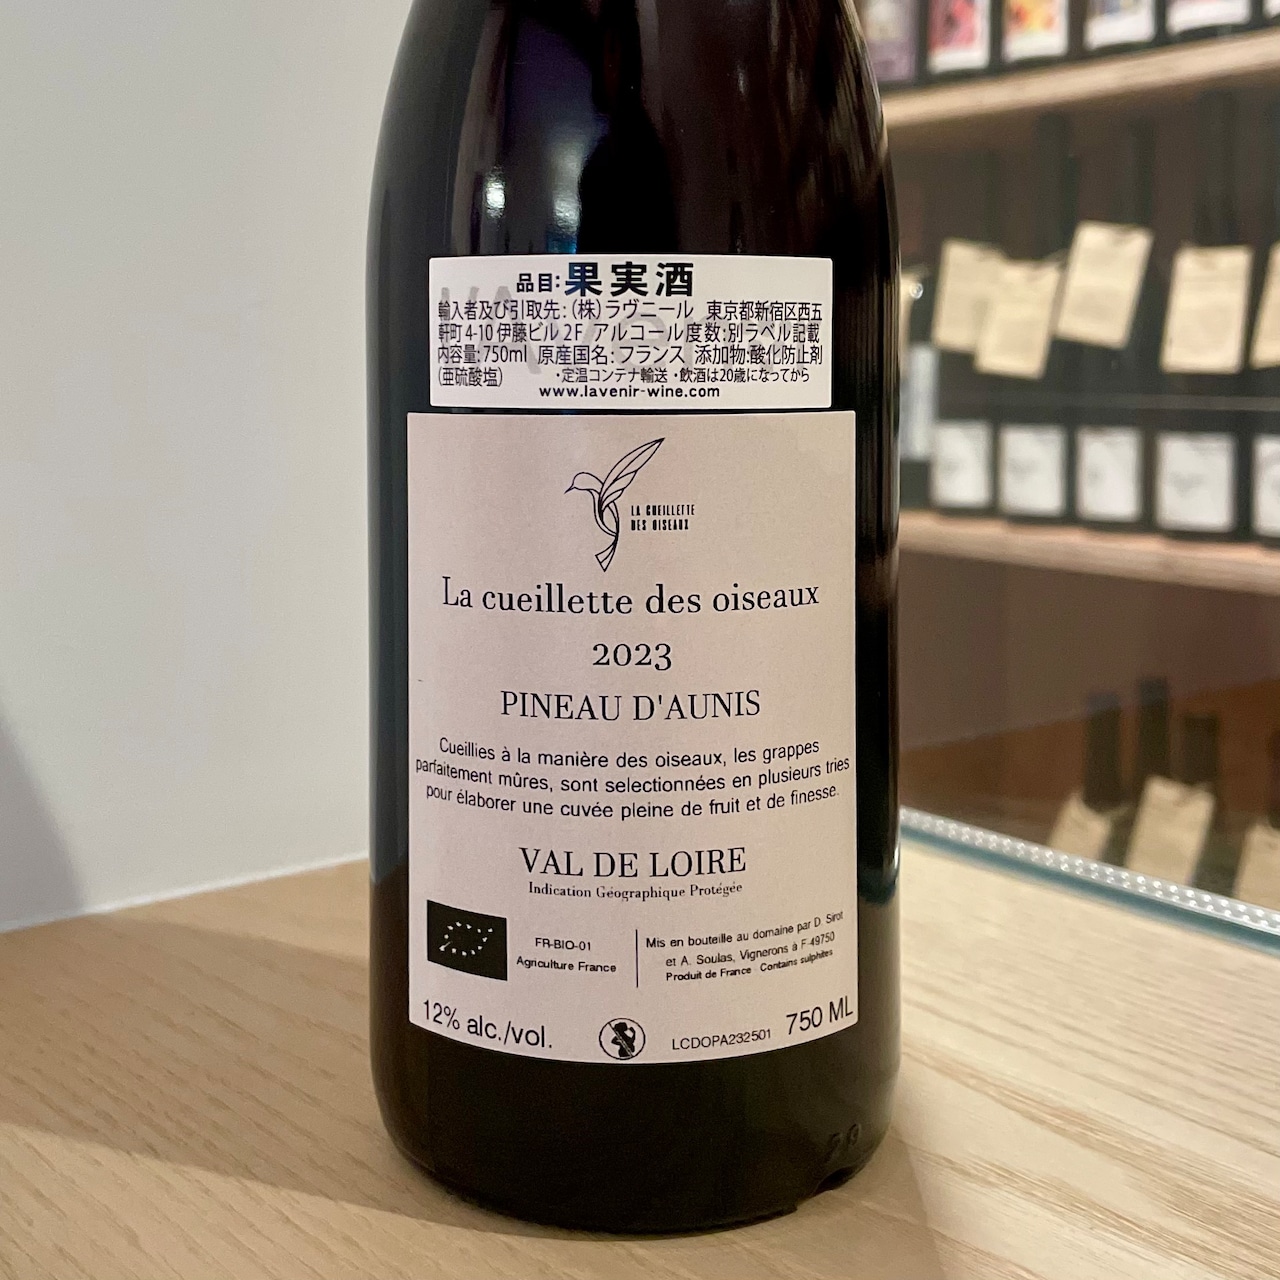 品目:果実酒
輸入者及び引取先:(株)ラヴニール 東京都新宿区西五
軒町4-10伊藤ビル2F アルコール度数:別ラベル記載
内容量:750ml 原産国名:フランス 添加物:酸化防止剤
(亜硫酸塩) ・定温コンテナ輸送 ・飲酒は20歳になってから
www.lavenir-wine.com
LA CUEILLETTE
DES OISEAUX
La cueillette des oiseaux
2023
PINEAU D'AUNIS
Cueillies à la manière des oiseaux, les grappes
parfaitement mûres, sont selectionnées en plusieurs tries
pour élaborer une cuvée pleine de fruit et de finesse.
VAL DE LOIRE
Indication Géographique Protégée
FR-BIO-01
Agriculture France
Mis en bouteille au domaine par D. Sirot
et A. Soulas, Vignerons à F-49750
Produit de France Contains sulphites
12% alc./vol.
LCDOPA232501
750 ML